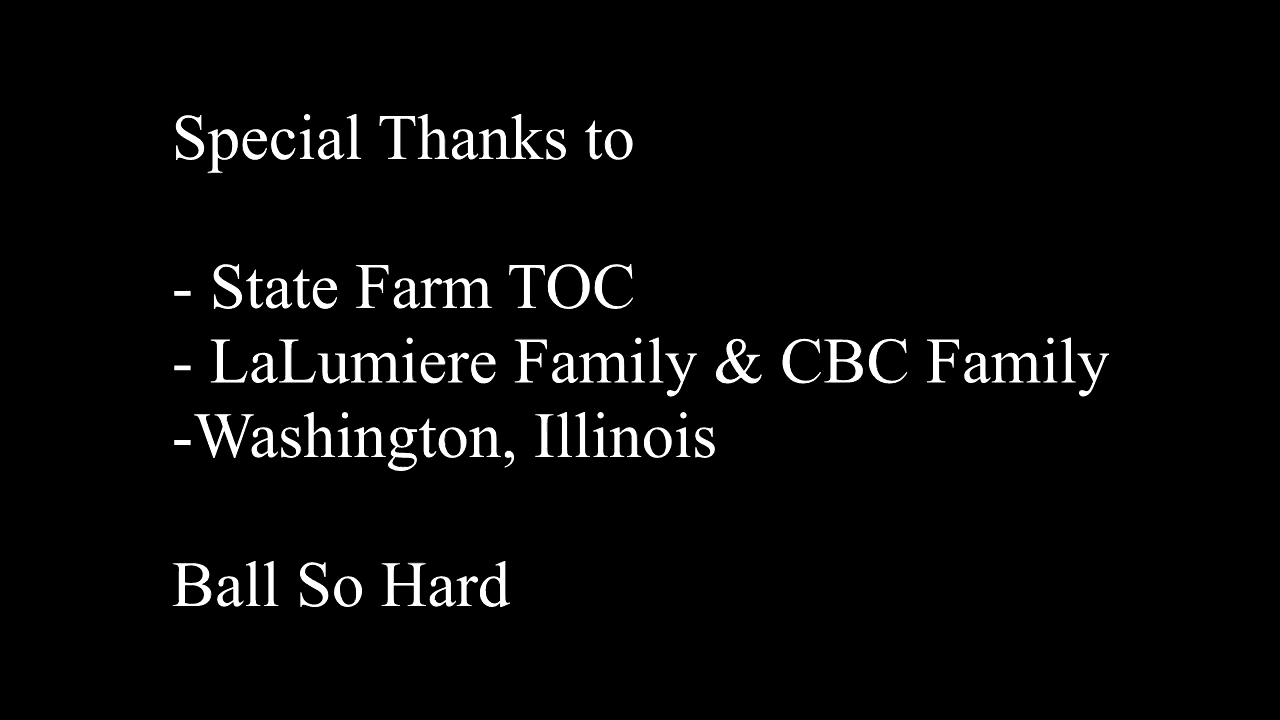 Special Thanks to
- State Farm TOC
- LaLumiere Family & CBC Family
-Washington, Illinois
Ball So Hard